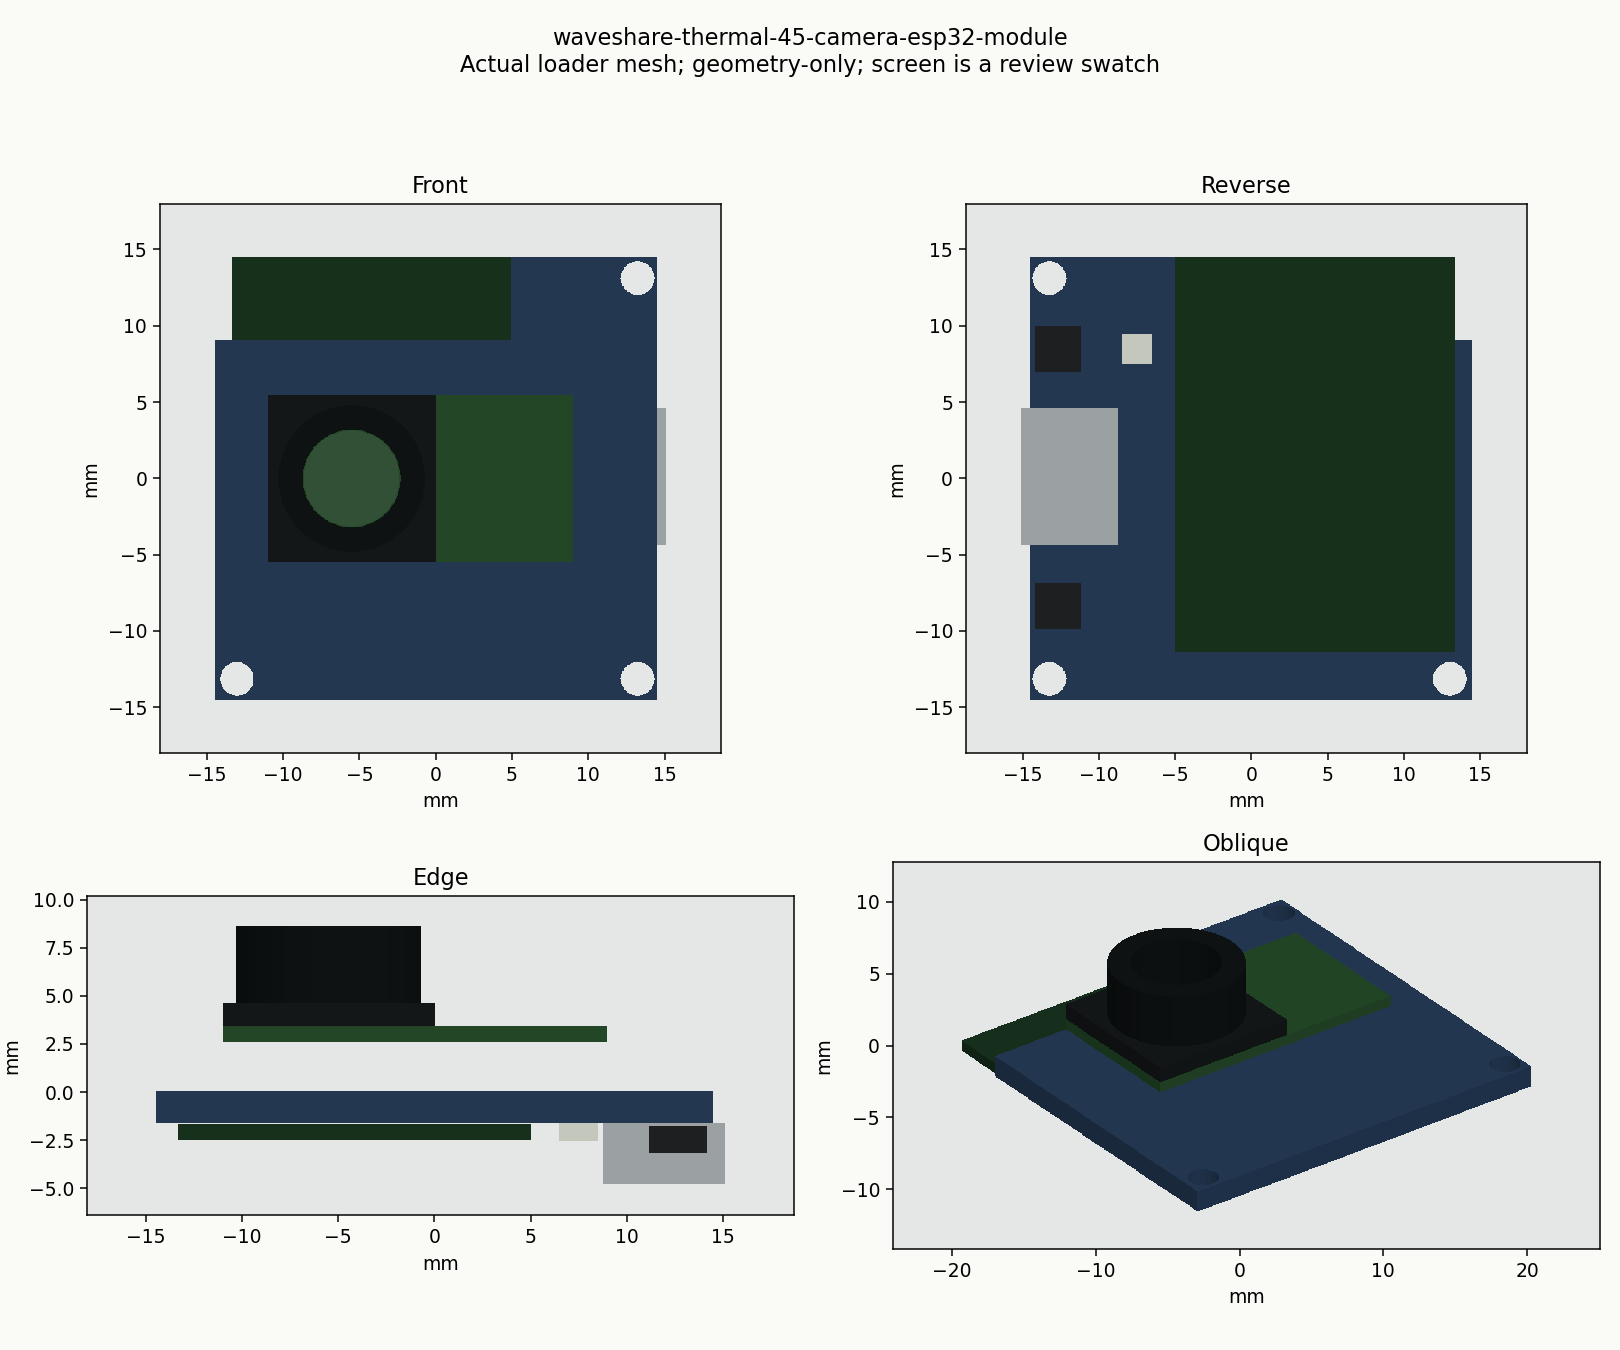 waveshare-thermal-45-camera-esp32-module
Actual loader mesh; geometry-only; screen is a review swatch
Front
15
10
5
0
−5
−10
−15
mm
−15 −10 −5 0 5 10 15
mm
Reverse
15
10
5
0
−5
−10
−15
mm
−15 −10 −5 0 5 10 15
mm
Edge
10.0
7.5
5.0
2.5
0.0
−2.5
−5.0
mm
−15 −10 −5 0 5 10 15
mm
Oblique
10
5
0
−5
−10
mm
−20 −10 0 10 20
mm